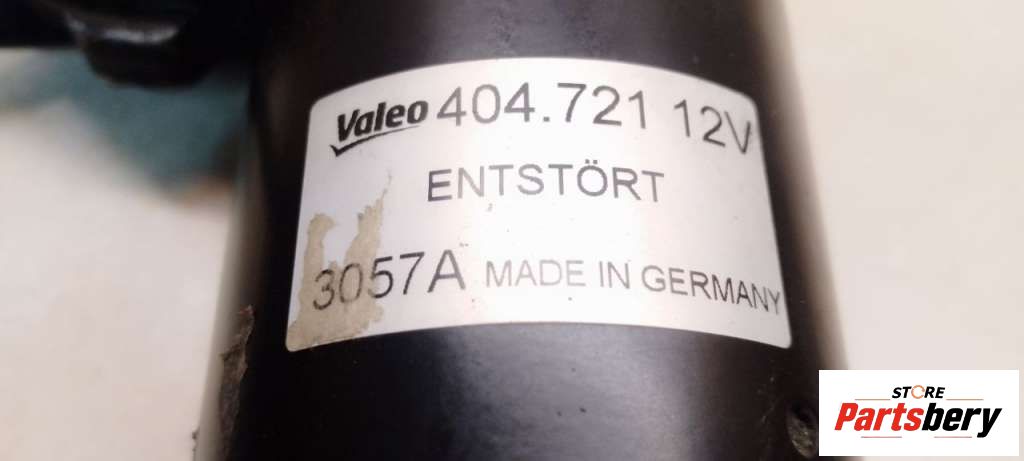 Valeo 404.721 12V
ENTSTÖRT
3057A MADE IN GERMANY
STORE
Partsbery